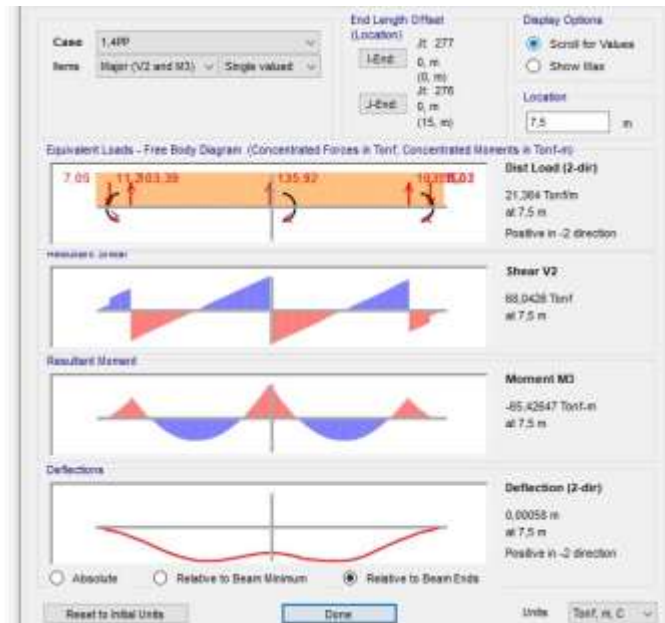 Case 1,4PP
Items Major (V2 and M3) Single valued
End Length Offset
(Location)
I-End: Jt: 277
0, m
(0, m)
J-End: Jt: 276
0, m
(15, m)
Display Options
Scroll for Values
Show Max
Location
7,5 m
Equivalent Loads - Free Body Diagram (Concentrated Forces in Tonf, Concentrated Moments in Tonf-m)
7.05 103.39 135.92
Dist Load (2-dir)
21,364 Tonf/m
at 7,5 m
Positive in -2 direction
Resultant Shear
Shear V2
68,0428 Tonf
at 7,5 m
Resultant Moment
Moment M3
-65,42647 Tonf-m
at 7,5 m
Deflections
Deflection (2-dir)
0,00058 m
at 7,5 m
Positive in -2 direction
Absolute Relative to Beam Minimum Relative to Beam Ends
Reset to Initial Units Done Units Tonf, m, C